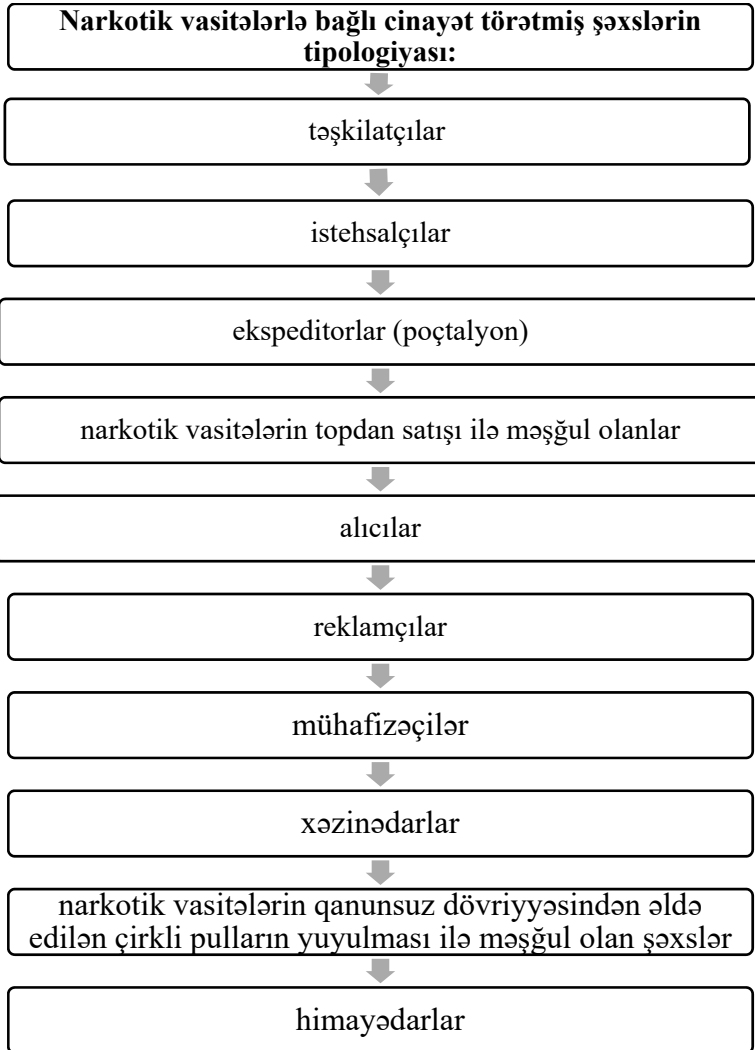 Narkotik vasitələrlə bağlı cinayət törətmiş şəxslərin
tipologiyası:
təşkilatçılar
istehsalçılar
ekspeditorlar (poçtalyon)
narkotik vasitələrin topdan satışı ilə məşğul olanlar
alıcılar
reklamçılar
mühafizəçilər
xəzinədarlar
narkotik vasitələrin qanunsuz dövriyyəsindən əldə
edilən çirkli pulların yuyulması ilə məşğul olan şəxslər
himayədarlar